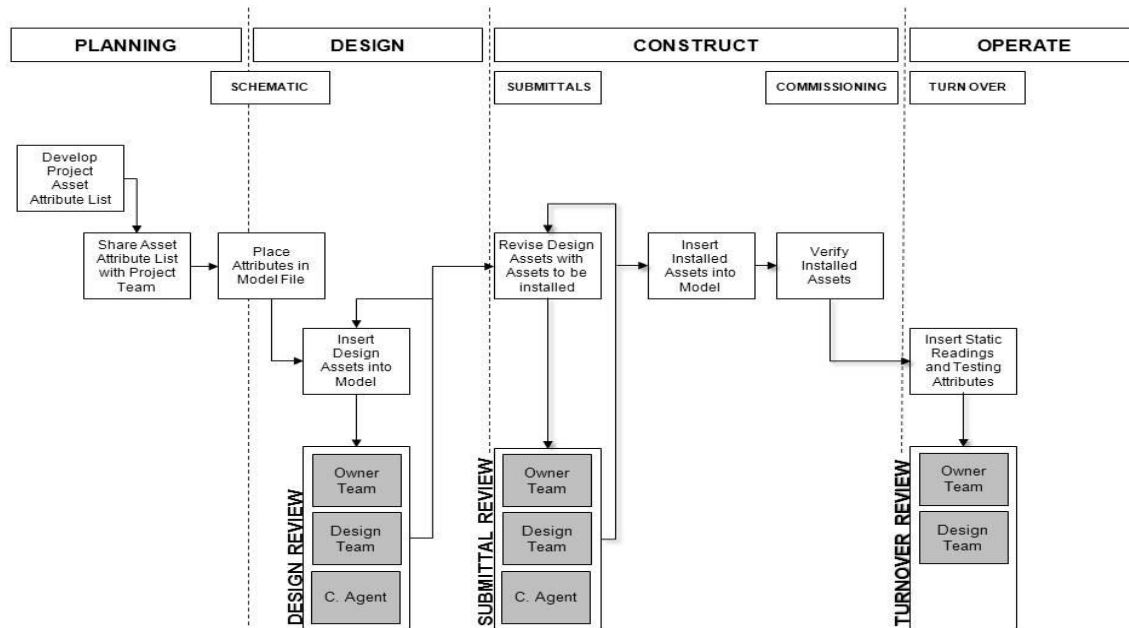 PLANNING
DESIGN
CONSTRUCT
OPERATE
SCHEMATIC
SUBMITTALS
COMMISSIONING
TURN OVER
Develop
Project
Asset
Attribute List
Share Asset
Attribute List
with Project
Team
Place
Attributes in
Model File
Revise Design
Assets with
Assets to be
installed
Insert
Installed
Assets into
Model
Verify
Installed
Assets
Insert
Design
Assets into
Model
Insert Static
Readings
and Testing
Attributes
DESIGN REVIEW
Owner
Team
Design
Team
C. Agent
SUBMITTAL REVIEW
Owner
Team
Design
Team
C. Agent
TURNOVER REVIEW
Owner
Team
Design
Team